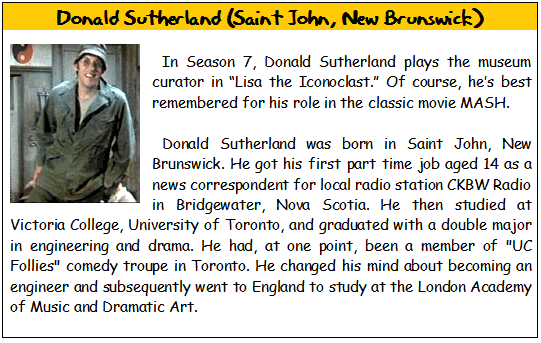 Donald Sutherland (Saint John, New Brunswick)
In Season 7, Donald Sutherland plays the museum
curator in “Lisa the Iconoclast.” Of course, he’s best
remembered for his role in the classic movie MASH.
Donald Sutherland was born in Saint John, New
Brunswick. He got his first part time job aged 14 as a
news correspondent for local radio station CKBW Radio
in Bridgewater, Nova Scotia. He then studied at
Victoria College, University of Toronto, and graduated with a double major
in engineering and drama. He had, at one point, been a member of "UC
Follies" comedy troupe in Toronto. He changed his mind about becoming an
engineer and subsequently went to England to study at the London Academy
of Music and Dramatic Art.